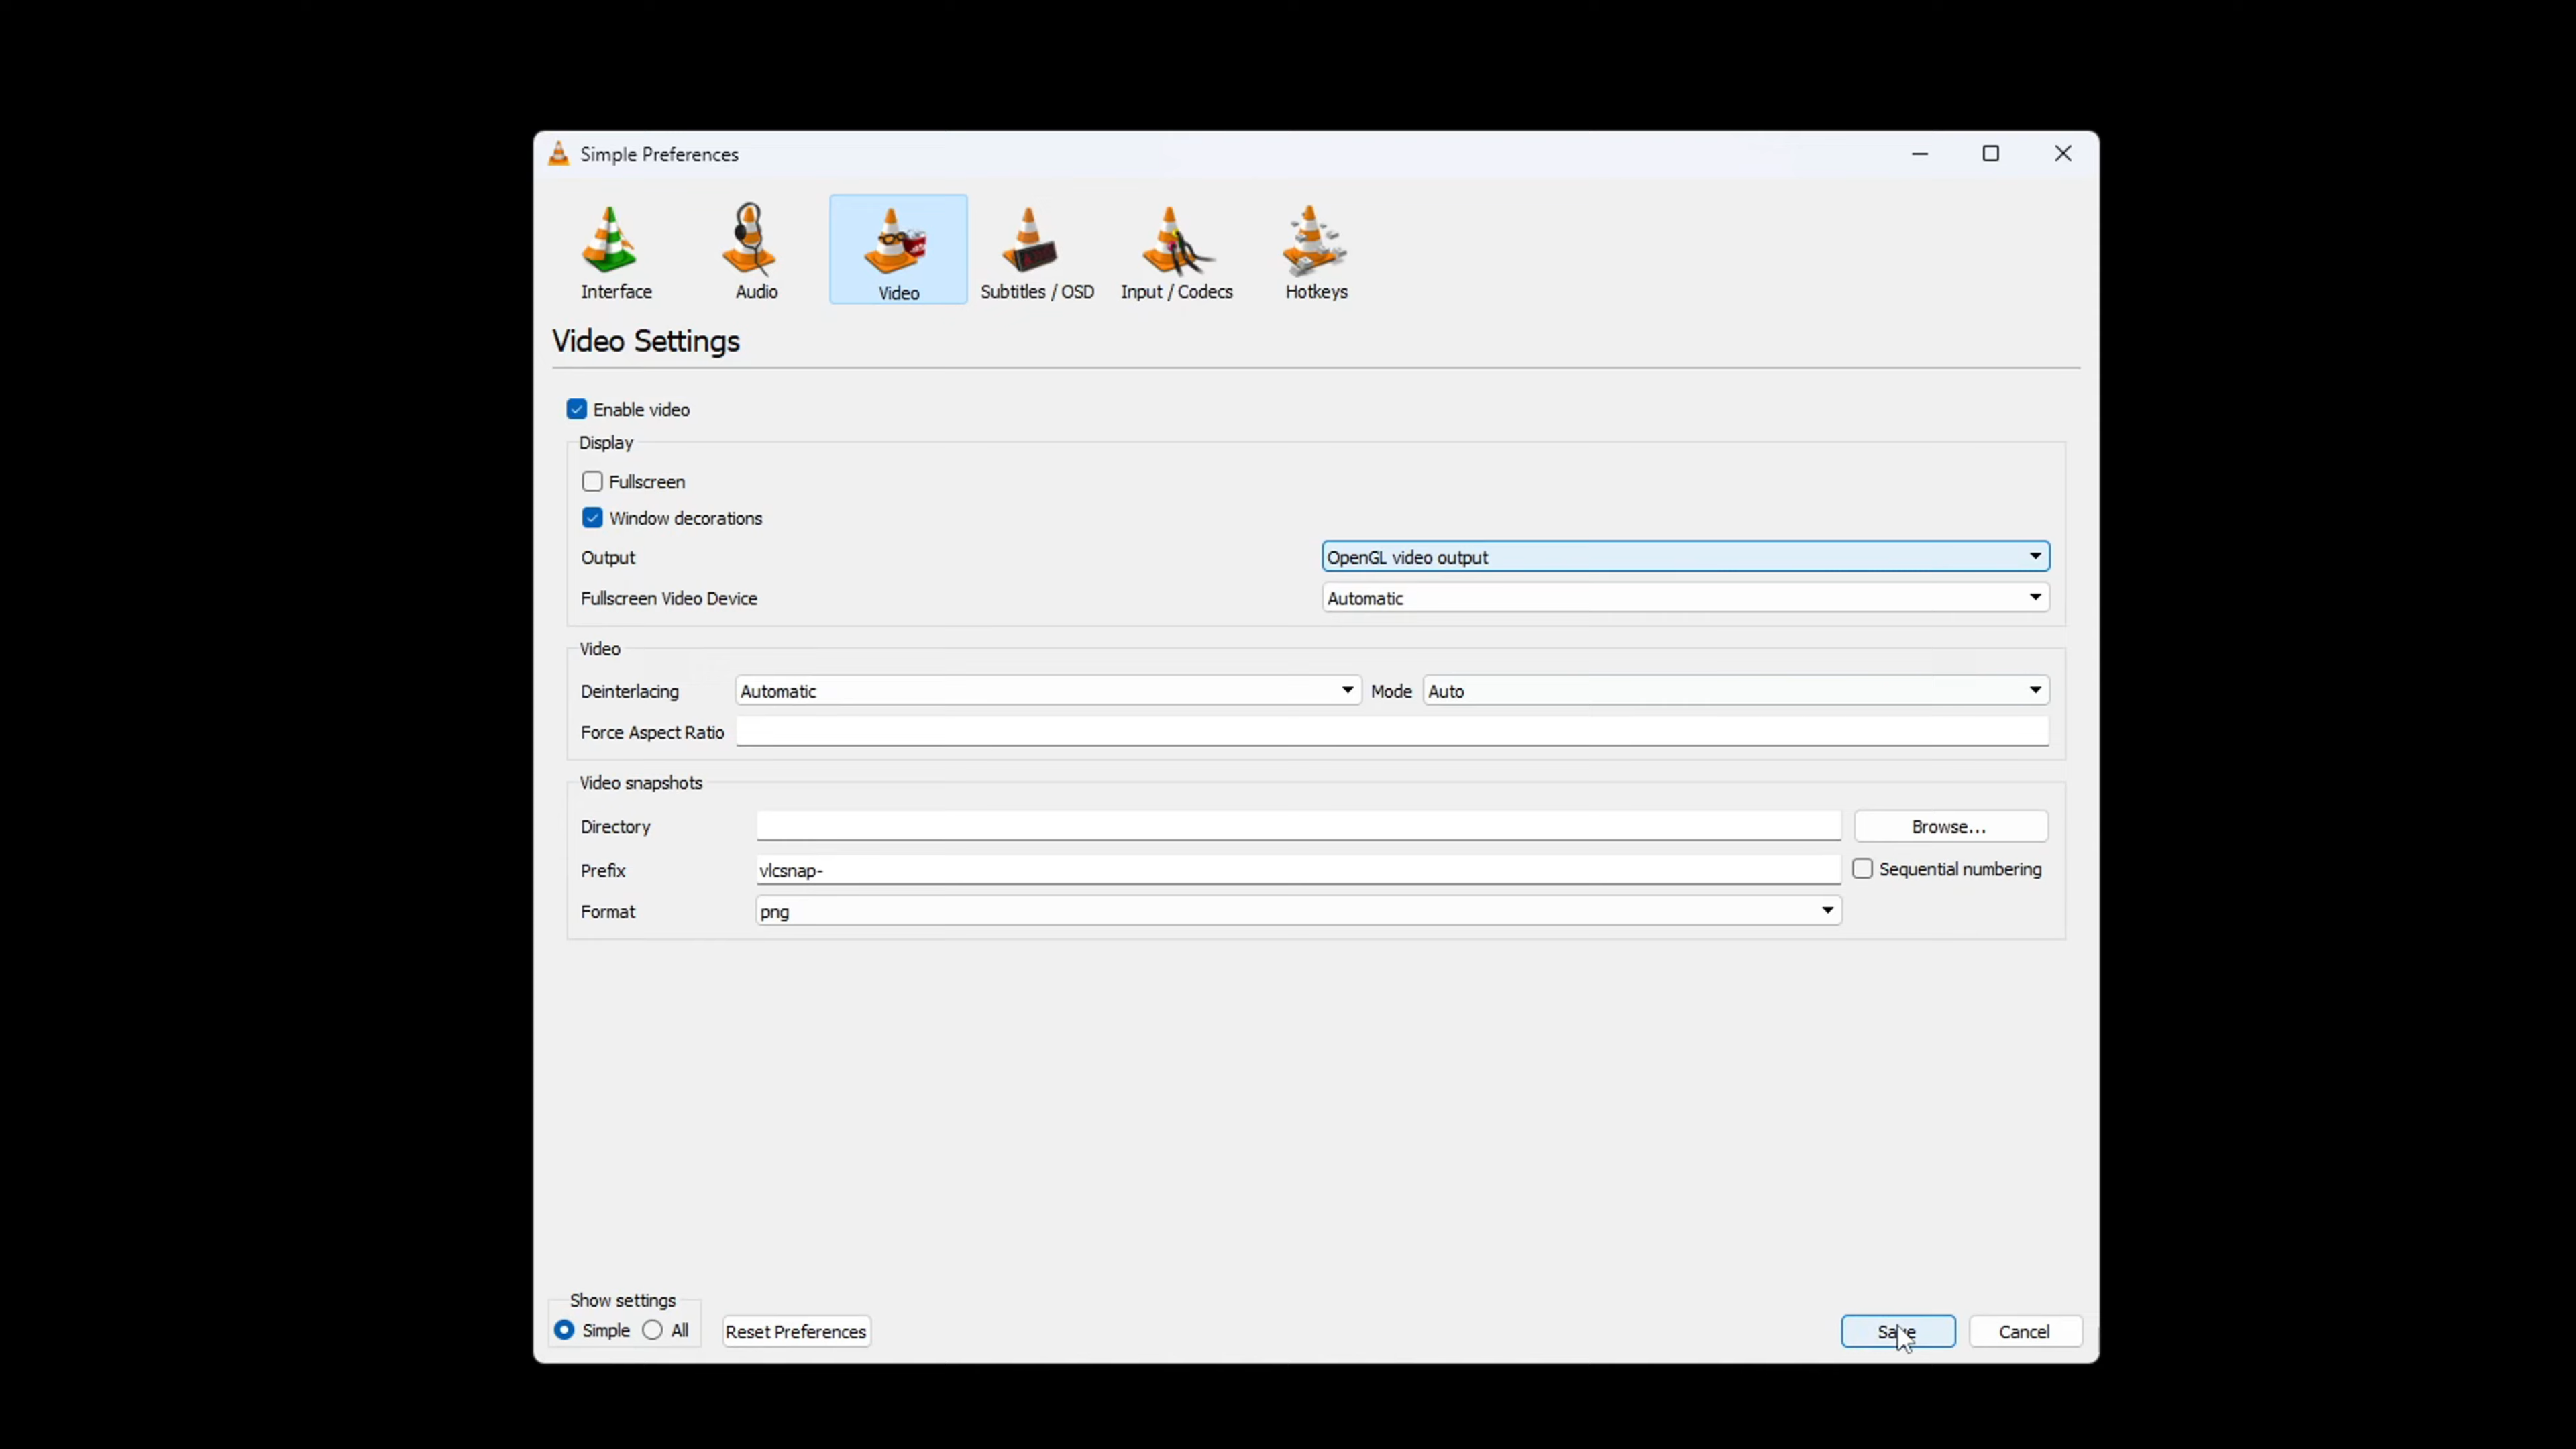 Simple Preferences
Interface
Audio
Video
Subtitles / OSD
Input / Codecs
Hotkeys
Video Settings
Enable video
Display
Fullscreen
Window decorations
Output
OpenGL video output
Fullscreen Video Device
Automatic
Video
Deinterlacing
Automatic
Mode
Auto
Force Aspect Ratio
Video snapshots
Directory
Browse...
Prefix
vlcsnap-
Sequential numbering
Format
png
Show settings
Simple
All
Reset Preferences
Save
Cancel